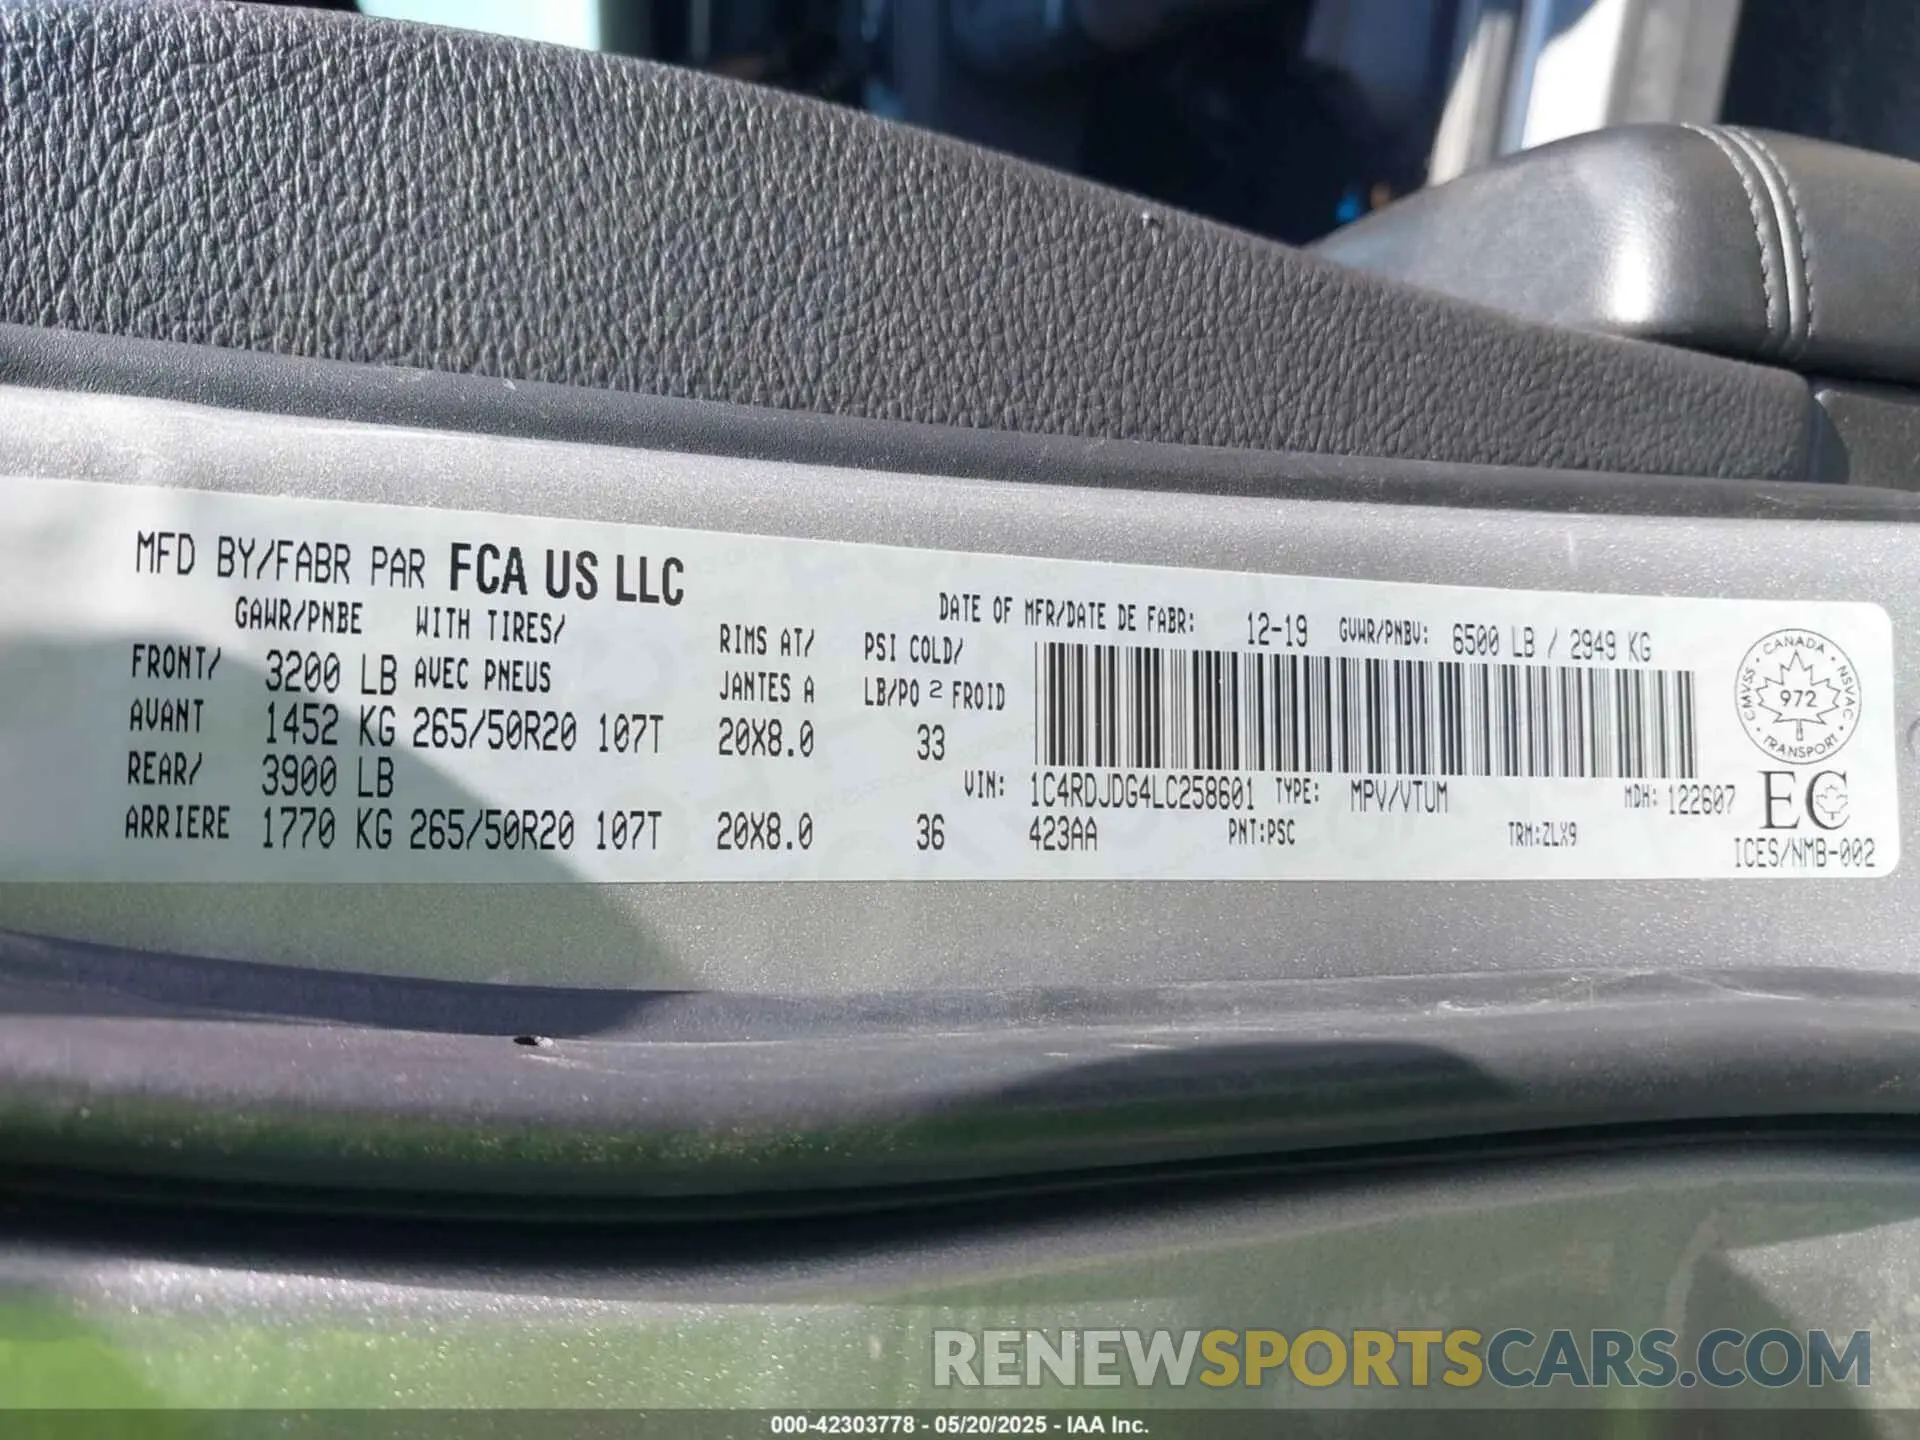 MFD BY/FABR PAR FCA US LLC
GAWR/PNBE WITH TIRES/ RIMS AT/ PSI COLD/
FRONT/ 3200 LB AVEC PNEUS JANTES A LB/PO 2 FROID
AVANT 1452 KG 265/50R20 107T 20X8.0 33
REAR/ 3900 LB
ARRIERE 1770 KG 265/50R20 107T 20X8.0 36
DATE OF MFR/DATE DE FABR: 12-19 GVWR/PNBV: 6500 LB / 2949 KG
VIN: 1C4RDJDG4LC258601 TYPE: MPV/VTUM MDH: 122607
423AA PNT:PSC TRM:ZLX9
CANADA · NSVAC · TRANSPORT · CMVSS ·
972
EC
ICES/NMB-002
RENEWSPORTSCARS.COM
000-42303778 - 05/20/2025 - IAA Inc.